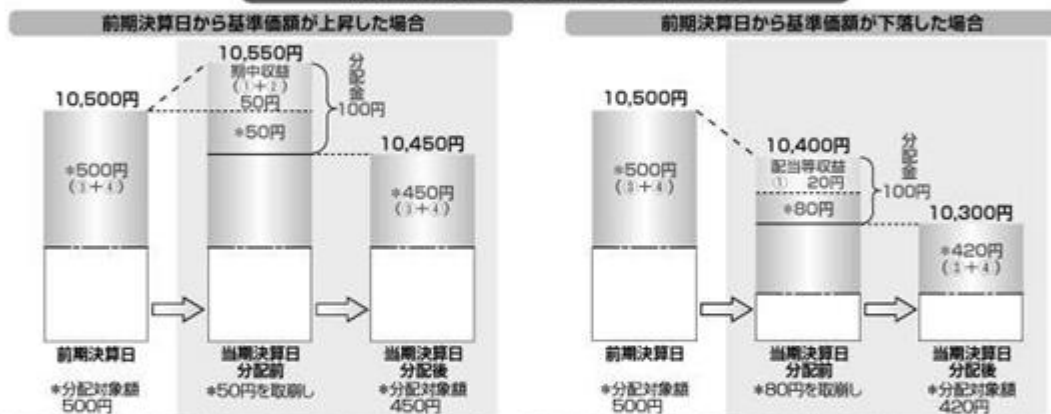 前期決算日から基準価額が上昇した場合
10,550円
期中収益
(①+②)
50円
*50円
分配金
100円
10,500円
*500円
(③+④)
10,450円
*450円
(③+④)
前期決算日
当期決算日
分配前
当期決算日
分配後
*分配対象額
500円
*50円を取崩し
*分配対象額
450円
前期決算日から基準価額が下落した場合
10,500円
*500円
(③+④)
10,400円
配当等収益
① 20円
*80円
分配金
100円
10,300円
*420円
(③+④)
前期決算日
当期決算日
分配前
当期決算日
分配後
*分配対象額
500円
*80円を取崩し
*分配対象額
420円